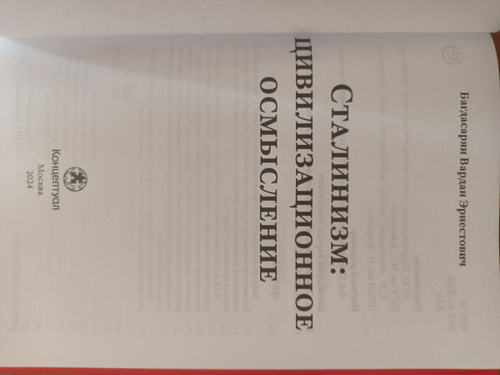 Багдасарян Вардан Эрнестович
Сталинизм:
цивилизационное
осмысление
Концептуал
Москва
2024